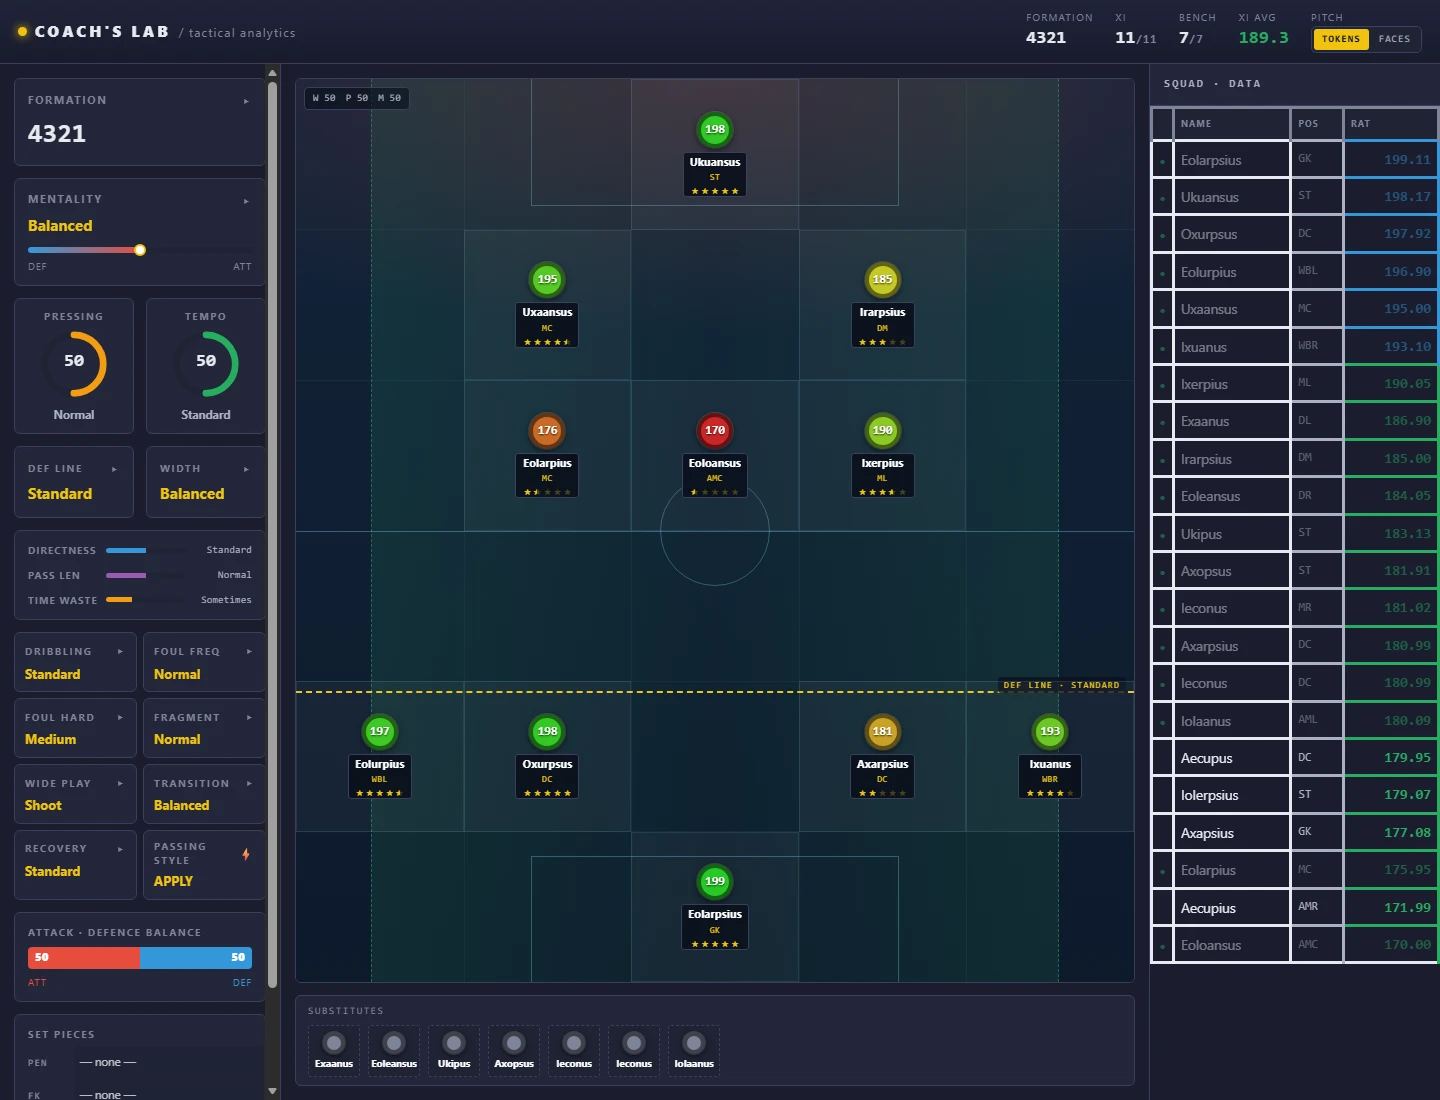 COACH'S LAB / tactical analytics
FORMATION XI BENCH XI AVG PITCH
4321 11/11 7/7 189.3 TOKENS FACES
FORMATION
4321
MENTALITY
Balanced
DEF ATT
PRESSING TEMPO
50 50
Normal Standard
DEF LINE WIDTH
Standard Balanced
DIRECTNESS Standard
PASS LEN Normal
TIME WASTE Sometimes
DRIBBLING FOUL FREQ
Standard Normal
FOUL HARD FRAGMENT
Medium Normal
WIDE PLAY TRANSITION
Shoot Balanced
RECOVERY PASSING STYLE
Standard APPLY
ATTACK · DEFENCE BALANCE
50 50
ATT DEF
SET PIECES
PEN — none —
FK — none —
W 50 P 50 M 50
198
Ukuansus
ST
195 185
Uxaansus Irarpsius
MC DM
176 170 190
Eolarpius Eoloansus Ixerpius
MC AMC ML
DEF LINE · STANDARD
197 198 181 193
Eolurpius Oxurpsus Axarpsius Ixuanus
WBL DC DC WBR
199
Eolarpsius
GK
SUBSTITUTES
Exaanus Eoleansus Ukipus Axopsus Ieconus Ieconus Iolaanus
SQUAD · DATA
NAME POS RAT
Eolarpsius GK 199.11
Ukuansus ST 198.17
Oxurpsus DC 197.92
Eolurpius WBL 196.90
Uxaansus MC 195.00
Ixuanus WBR 193.10
Ixerpius ML 190.05
Exaanus DL 186.90
Irarpsius DM 185.00
Eoleansus DR 184.05
Ukipus ST 183.13
Axopsus ST 181.91
Ieconus MR 181.02
Axarpsius DC 180.99
Ieconus DC 180.99
Iolaanus AML 180.09
Aecupus DC 179.95
Iolerpsius ST 179.07
Axapsius GK 177.08
Eolarpius MC 175.95
Aecupius AMR 171.99
Eoloansus AMC 170.00